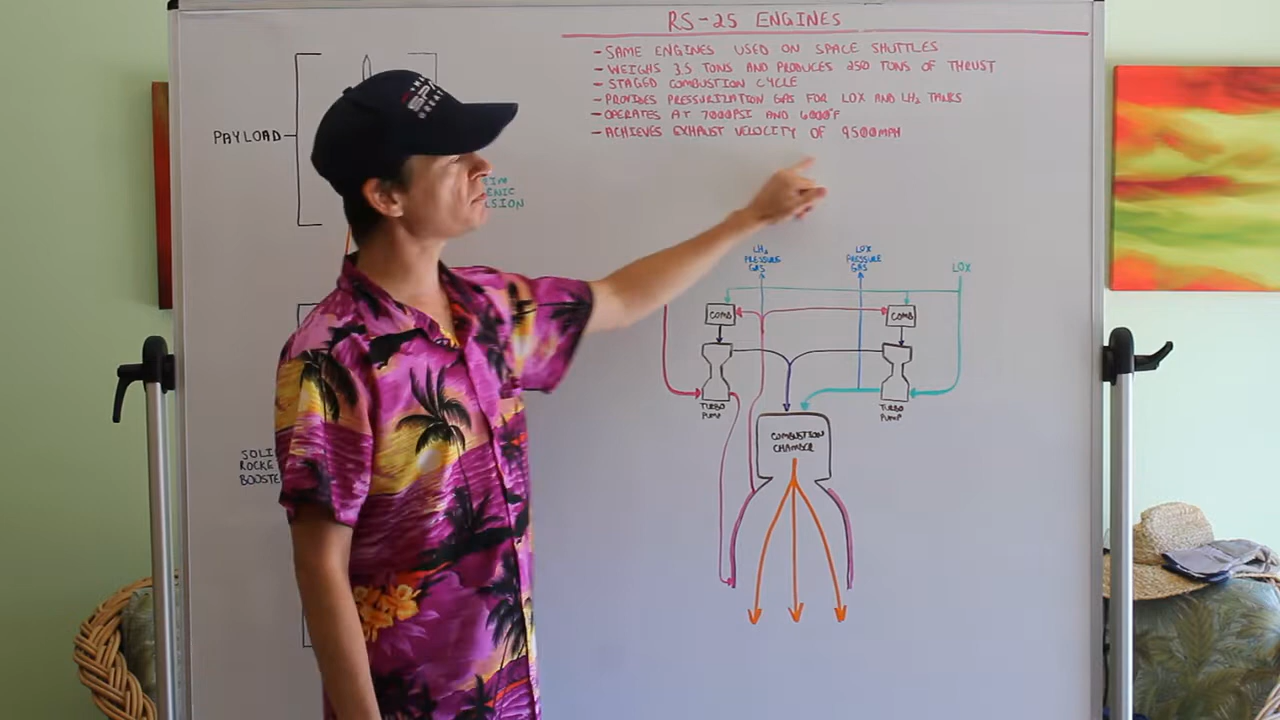 RS-25 ENGINES
- SAME ENGINES USED ON SPACE SHUTTLES
- WEIGHS 3.5 TONS AND PRODUCES 250 TONS OF THRUST
- STAGED COMBUSTION CYCLE
- PROVIDES PRESSURIZATION GAS FOR LOX AND LH₂ TANKS
- OPERATES AT 7000PSI AND 6000°F
- ACHIEVES EXHAUST VELOCITY OF 9500MPH
PAYLOAD
LH₂
PRESSURE
GAS
LOX
PRESSURE
GAS
LOX
COMB
COMB
TURBO
PUMP
TURBO
PUMP
COMBUSTION
CHAMBER